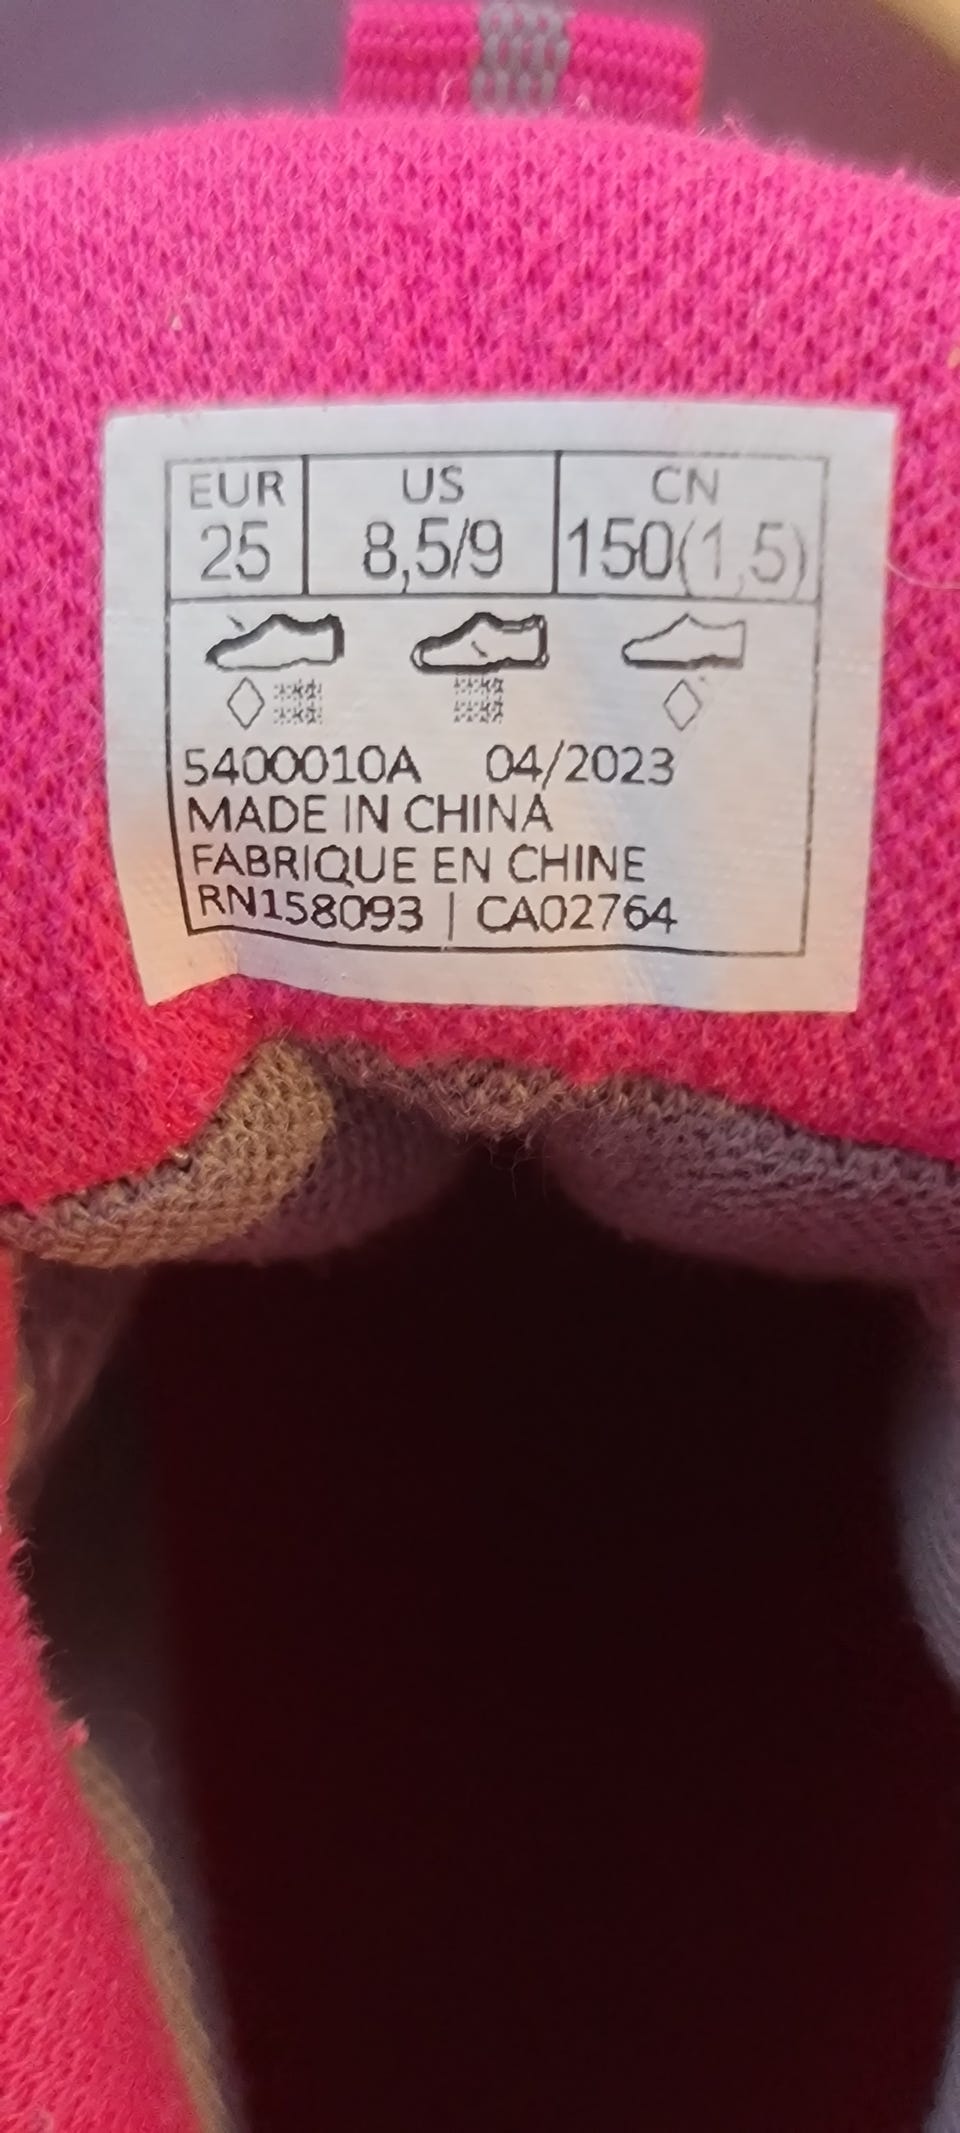 EUR US CN
25 8,5/9 150(1,5)
5400010A 04/2023
MADE IN CHINA
FABRIQUE EN CHINE
RN158093 | CA02764